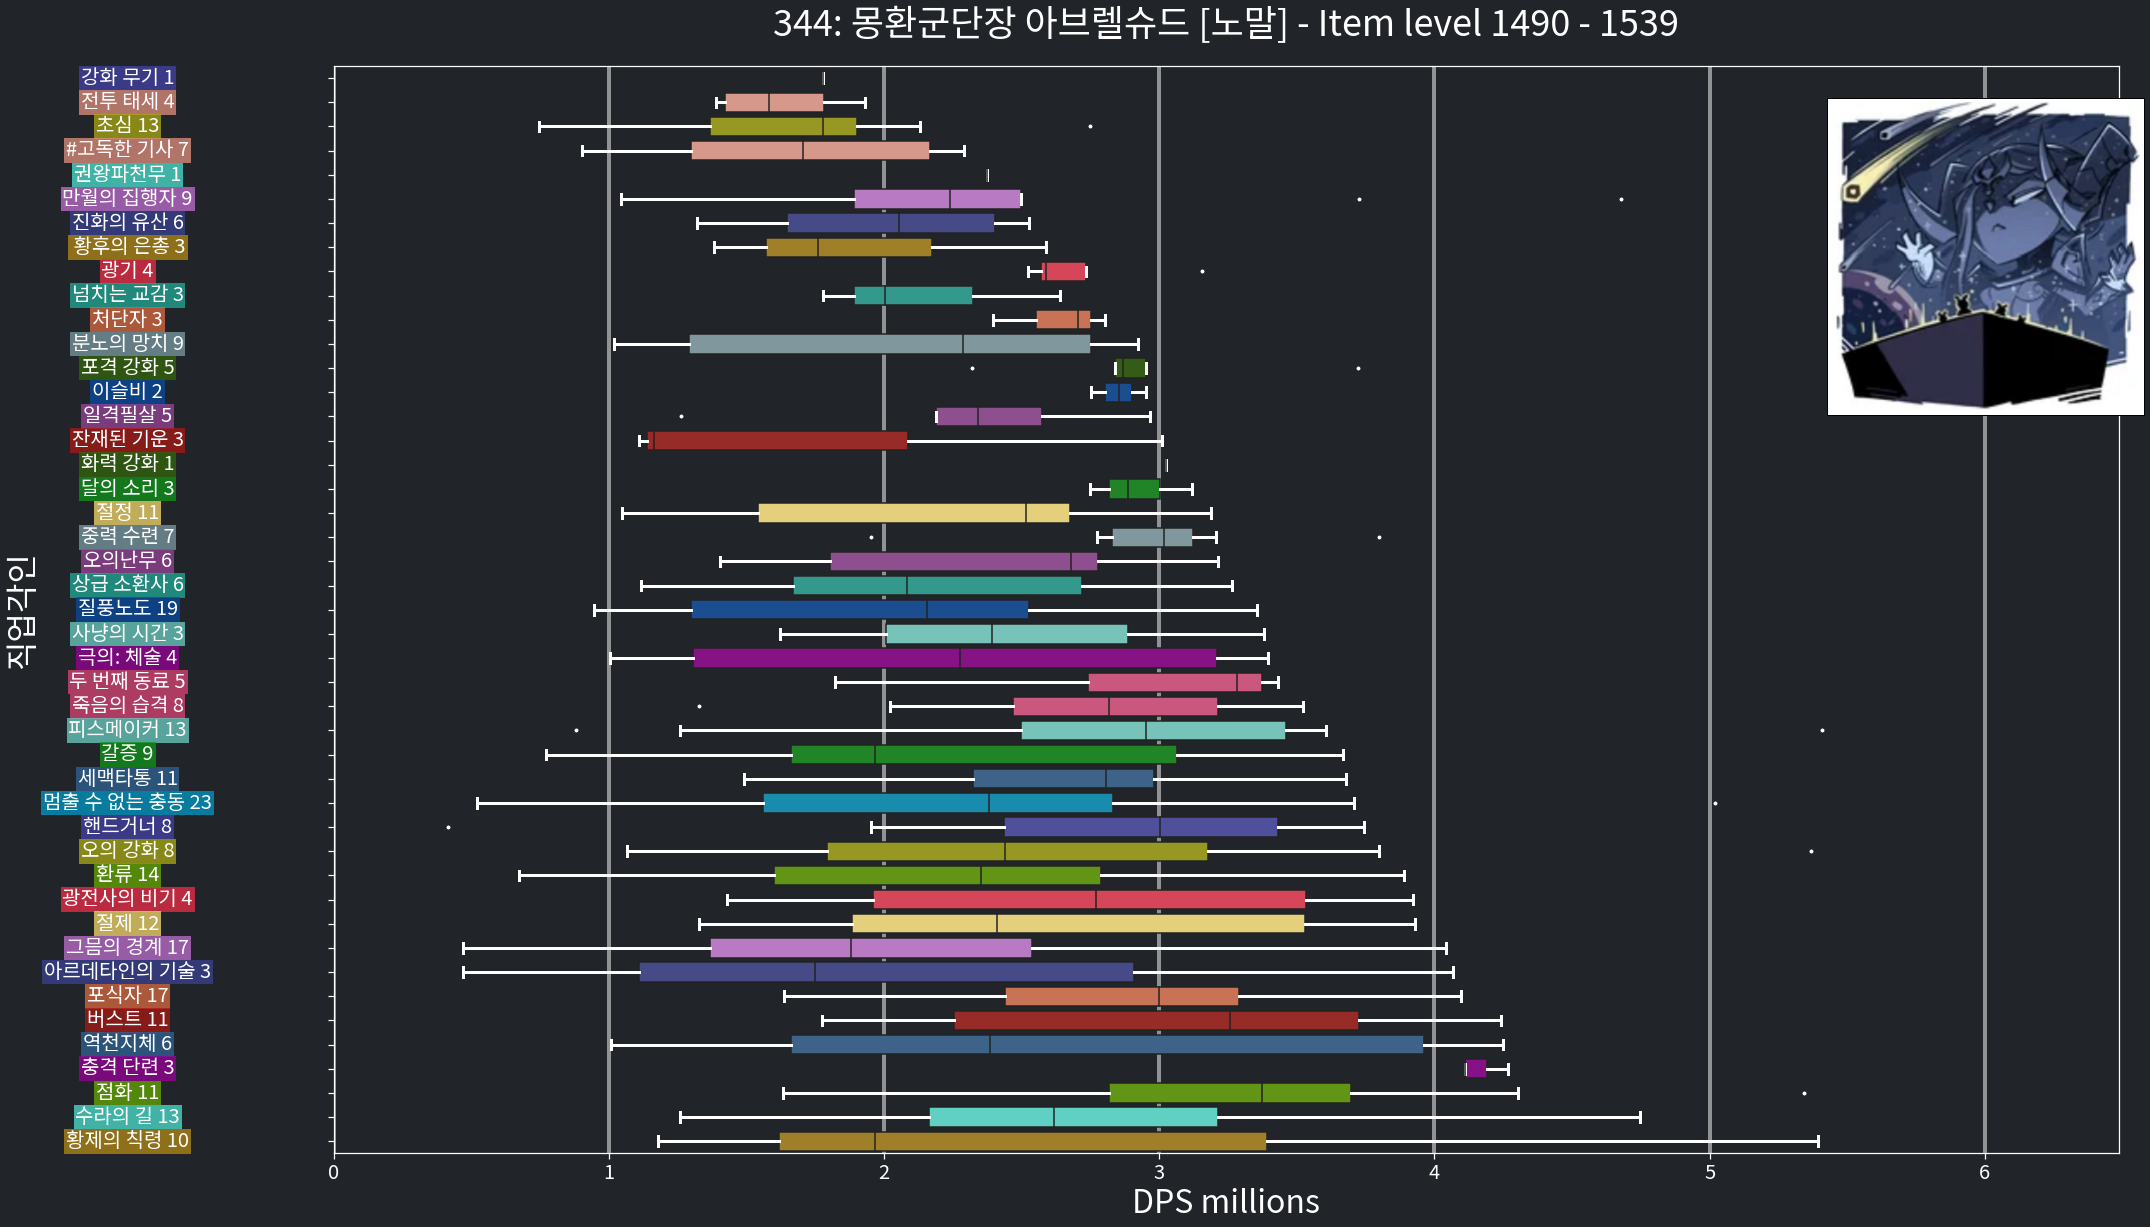 344: 몽환군단장 아브렐슈드 [노말] - Item level 1490 - 1539
강화 무기 1
전투 태세 4
초심 13
#고독한 기사 7
권왕파천무 1
만월의 집행자 9
진화의 유산 6
황후의 은총 3
광기 4
넘치는 교감 3
처단자 3
분노의 망치 9
포격 강화 5
이슬비 2
일격필살 5
잔재된 기운 3
화력 강화 1
달의 소리 3
절정 11
중력 수련 7
오의난무 6
상급 소환사 6
질풍노도 19
사냥의 시간 3
극의: 체술 4
두 번째 동료 5
죽음의 습격 8
피스메이커 13
갈증 9
세맥타통 11
멈출 수 없는 충동 23
핸드거너 8
오의 강화 8
환류 14
광전사의 비기 4
절제 12
그믐의 경계 17
아르데타인의 기술 3
포식자 17
버스트 11
역천지체 6
충격 단련 3
점화 11
수라의 길 13
황제의 칙령 10
직업각인
0 1 2 3 4 5 6
DPS millions